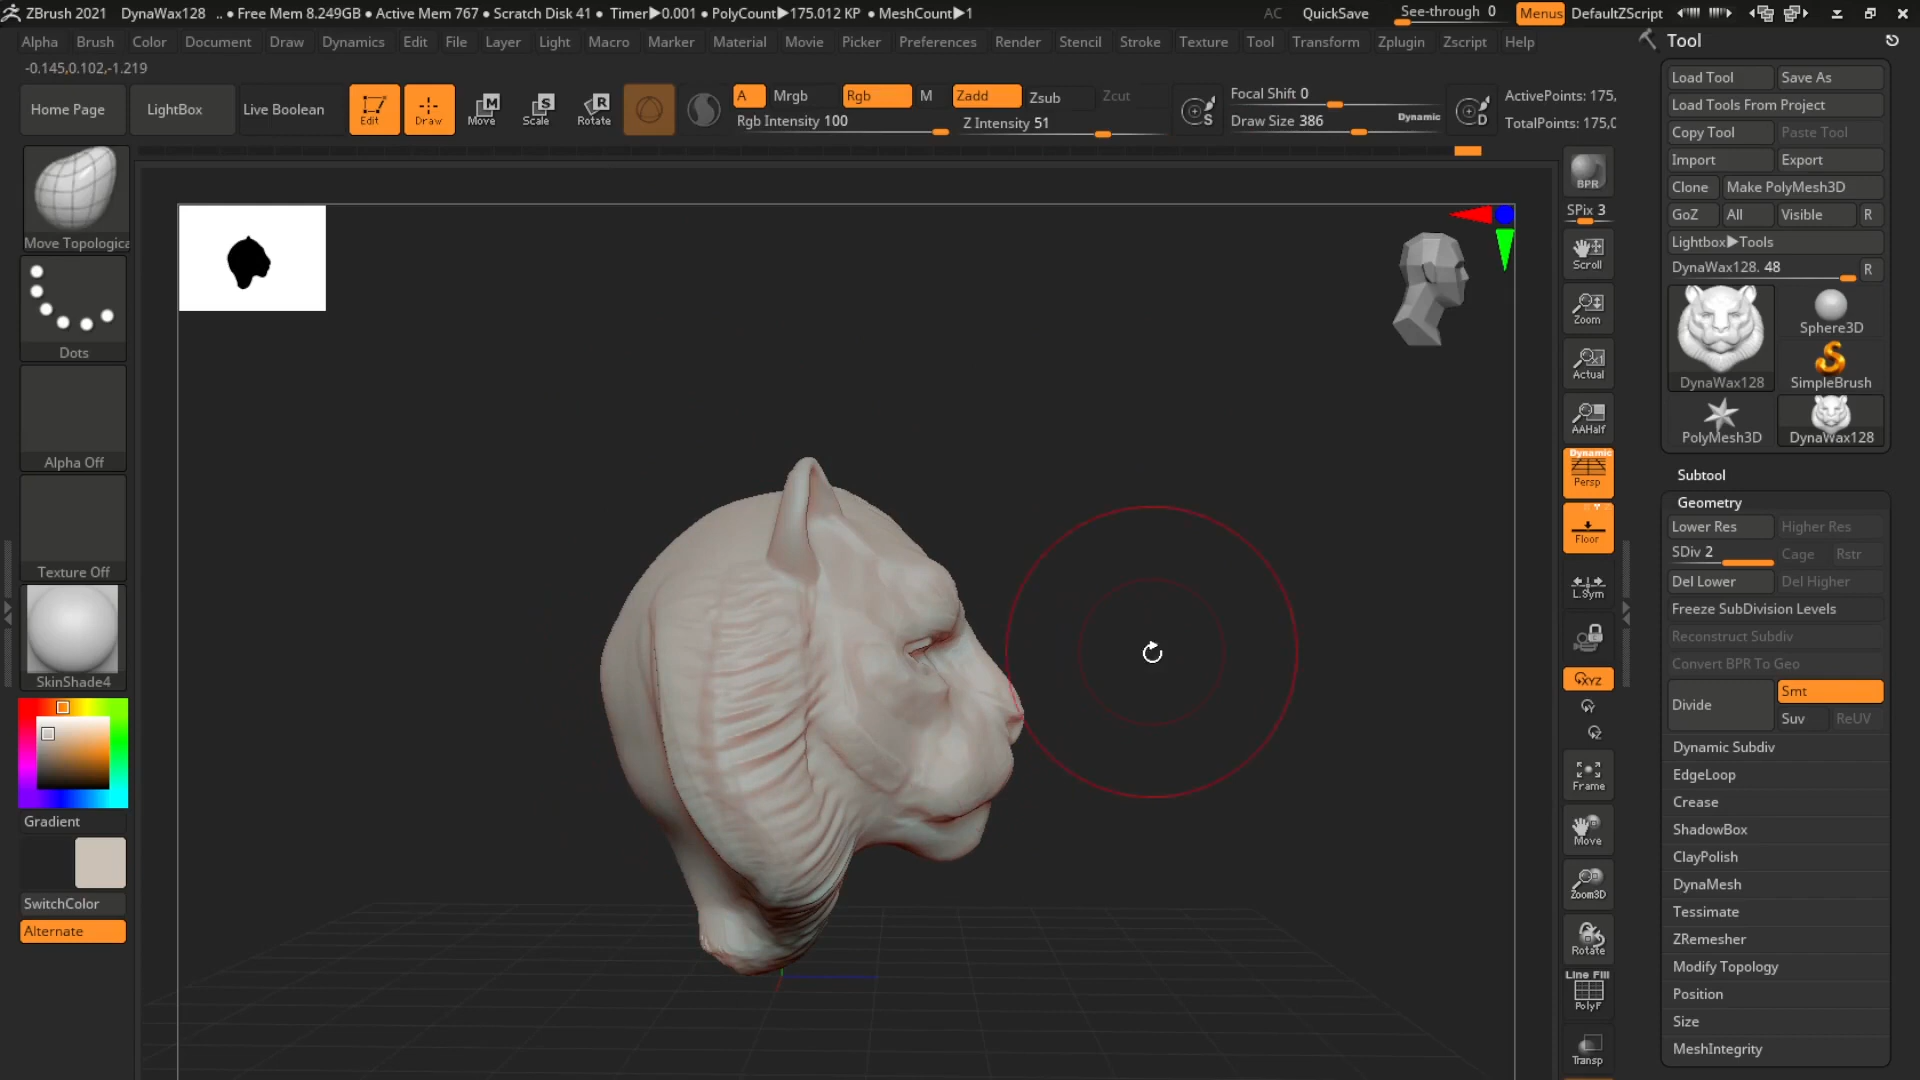 ZBrush 2021 DynaWax128 .. • Free Mem 8.249GB • Active Mem 767 • Scratch Disk 41 • Timer▶0.001 • PolyCount▶175.012 KP • MeshCount▶1 AC QuickSave See-through 0 Menus DefaultZScript
Alpha Brush Color Document Draw Dynamics Edit File Layer Light Macro Marker Material Movie Picker Preferences Render Stencil Stroke Texture Tool Transform Zplugin Zscript Help
-0.145,0.102,-1.219
Home Page LightBox Live Boolean Edit Draw Move Scale Rotate
A Mrgb Rgb M Zadd Zsub Zcut
Rgb Intensity 100 Z Intensity 51
Focal Shift 0
Draw Size 386 Dynamic
S D
ActivePoints: 175,
TotalPoints: 175,0
Move Topologica
Dots
Alpha Off
Texture Off
SkinShade4
Gradient
SwitchColor
Alternate
BPR
SPix 3
Scroll
Zoom
Actual
AAHalf
Dynamic
Persp
Floor
L.Sym
XYZ
Y
Z
Frame
Move
Zoom3D
Rotate
Line Fill
PolyF
Transp
Tool
Load Tool Save As
Load Tools From Project
Copy Tool Paste Tool
Import Export
Clone Make PolyMesh3D
GoZ All Visible R
Lightbox▶Tools
DynaWax128. 48 R
DynaWax128 Sphere3D
SimpleBrush
PolyMesh3D DynaWax128
Subtool
Geometry
Lower Res Higher Res
SDiv 2 Cage Rstr
Del Lower Del Higher
Freeze SubDivision Levels
Reconstruct Subdiv
Convert BPR To Geo
Divide Smt
Suv ReUV
Dynamic Subdiv
EdgeLoop
Crease
ShadowBox
ClayPolish
DynaMesh
Tessimate
ZRemesher
Modify Topology
Position
Size
MeshIntegrity